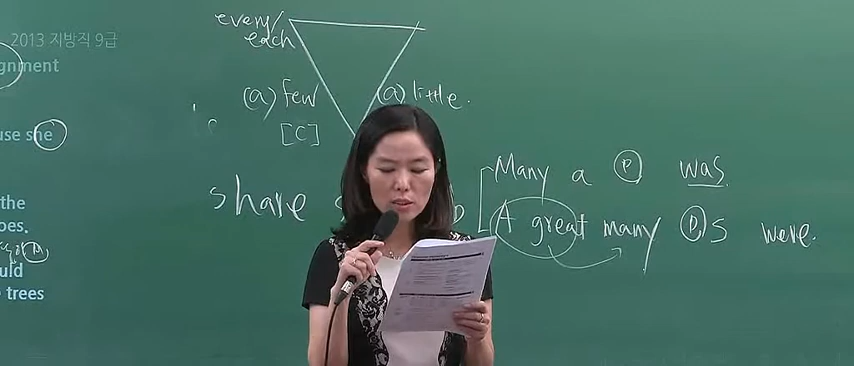 every/
each
2013 지방직 9급
gnment
(a) few
(a) little.
[C]
use she
Many a P was.
share
the
A great many Ps were.
oes.
uld
trees